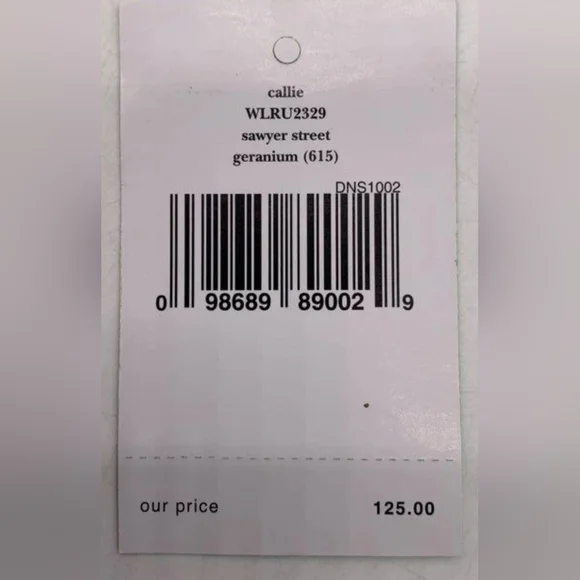 callie
WLRU2329
sawyer street
geranium (615)
DNS1002
0 98689 89002 9
our price 125.00